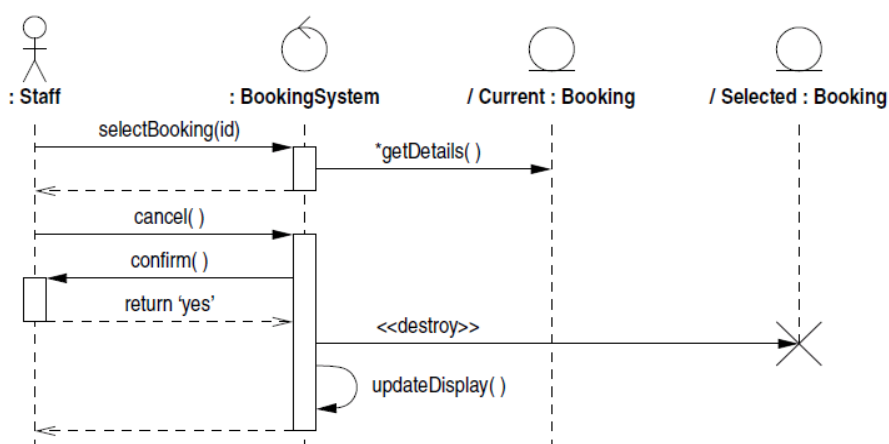 : Staff
: BookingSystem
/ Current : Booking
/ Selected : Booking
selectBooking(id)
*getDetails( )
cancel( )
confirm( )
return ‘yes’
<<destroy>>
updateDisplay( )